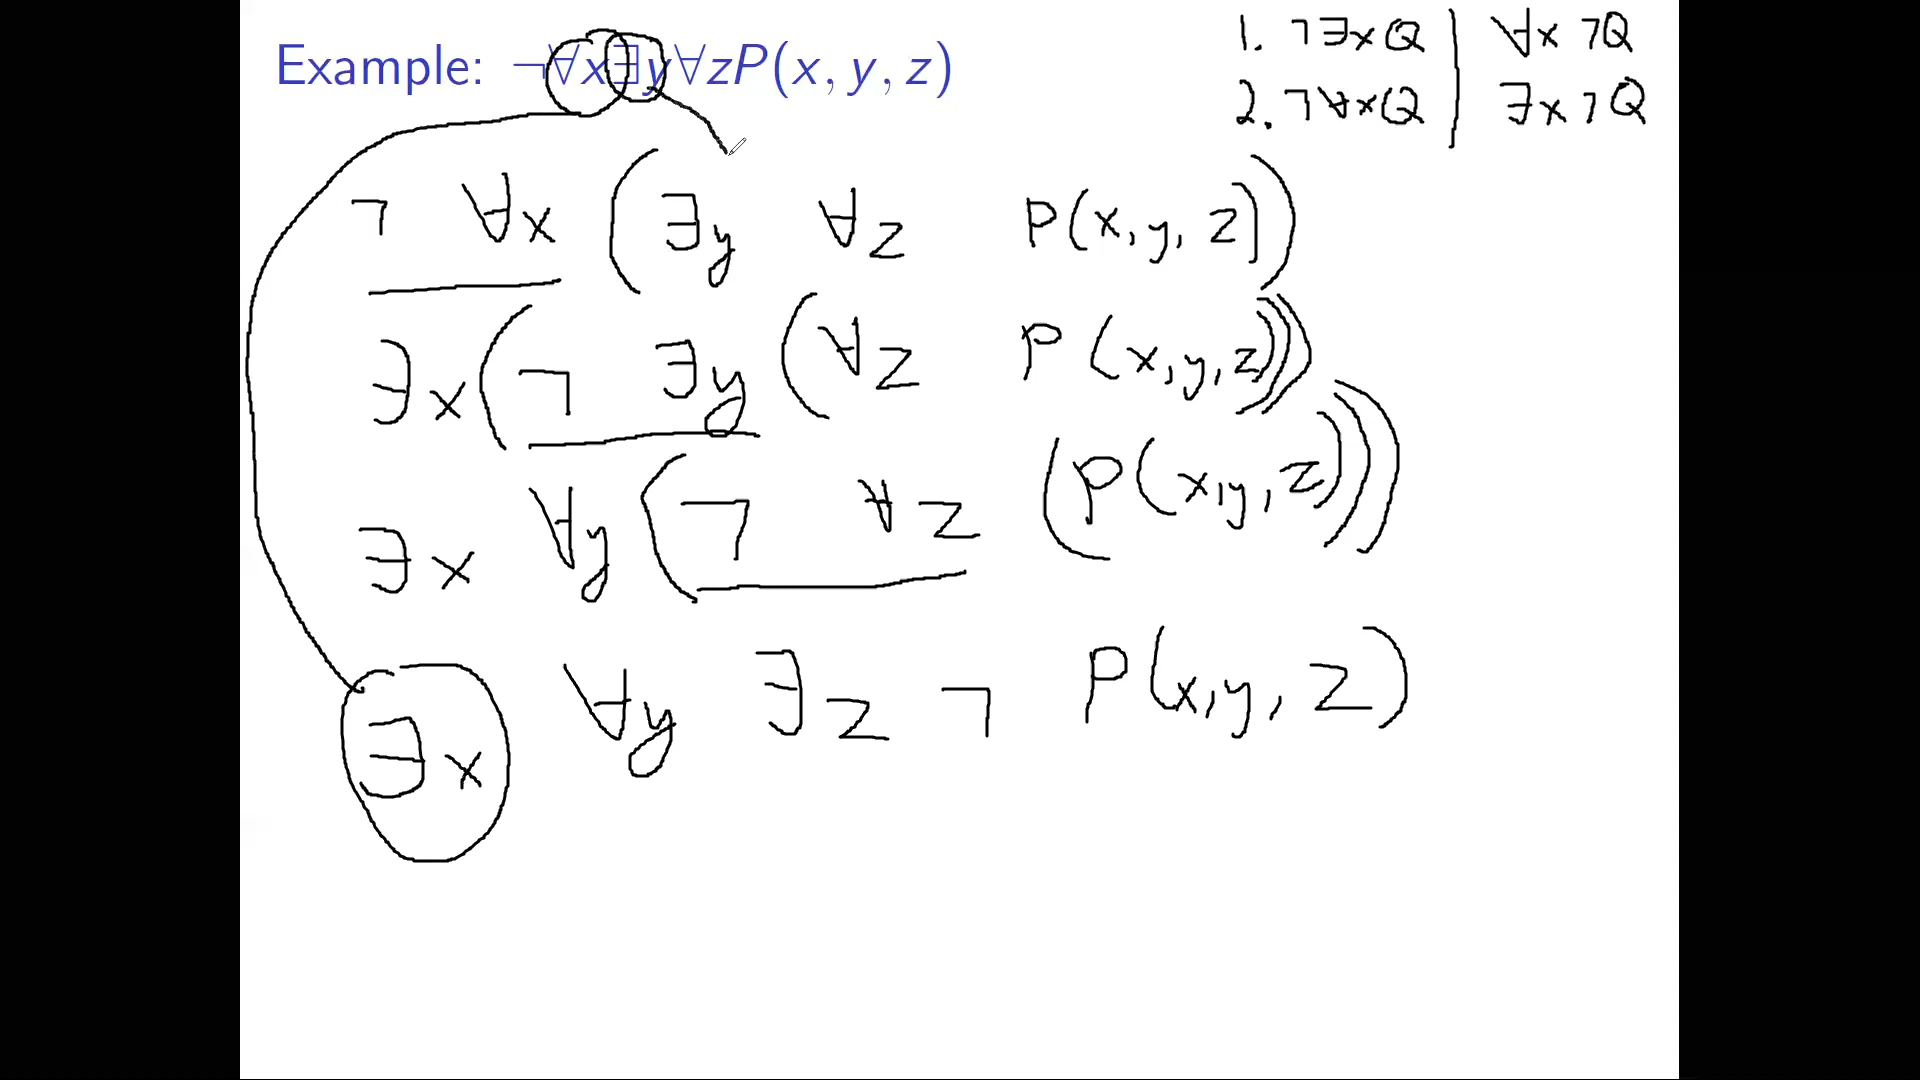 Example: ¬∀x∃y∀zP(x, y, z)
1. ¬∃xQ | ∀x ¬Q
2. ¬∀xQ | ∃x ¬Q
¬ ∀x (∃y ∀z P(x, y, z))
∃x (¬ ∃y (∀z P(x, y, z)))
∃x ∀y (¬ ∀z (P(x, y, z)))
∃x ∀y ∃z ¬ P(x, y, z)